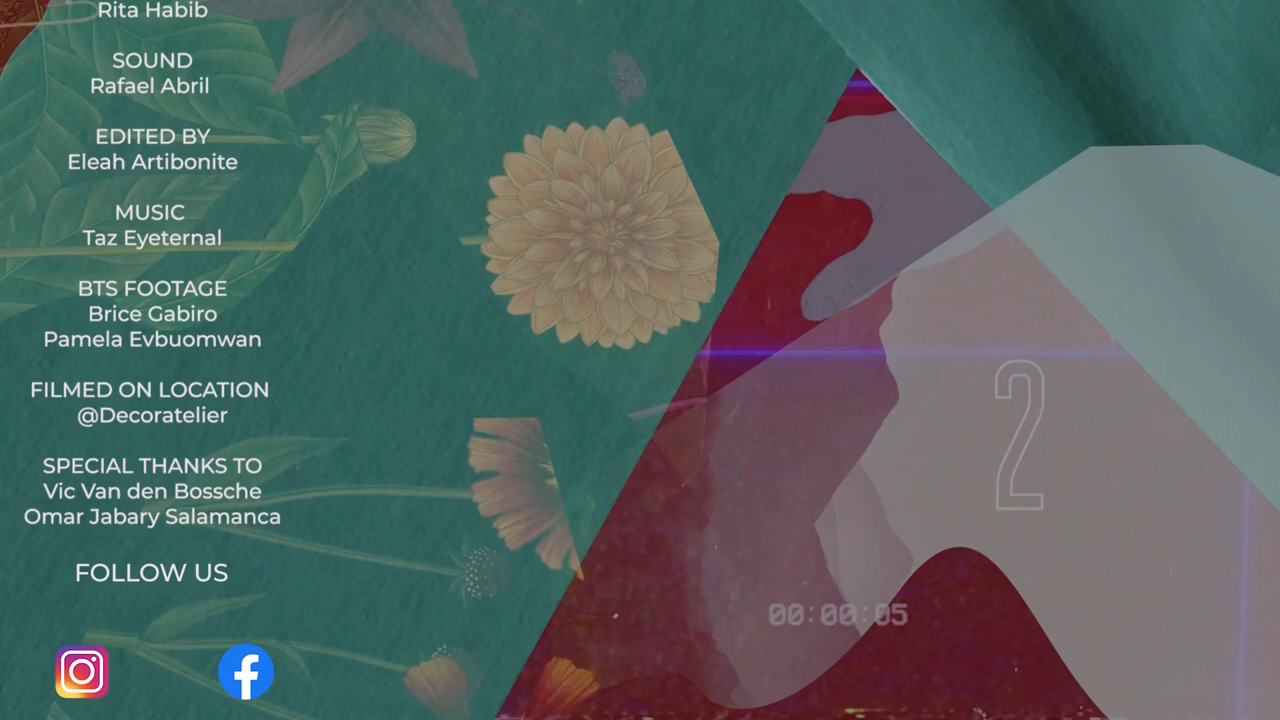 Rita Habib
SOUND
Rafael Abril
EDITED BY
Eleah Artibonite
MUSIC
Taz Eyeternal
BTS FOOTAGE
Brice Gabiro
Pamela Evbuomwan
FILMED ON LOCATION
@Decoratelier
SPECIAL THANKS TO
Vic Van den Bossche
Omar Jabary Salamanca
FOLLOW US
2
00:00:05